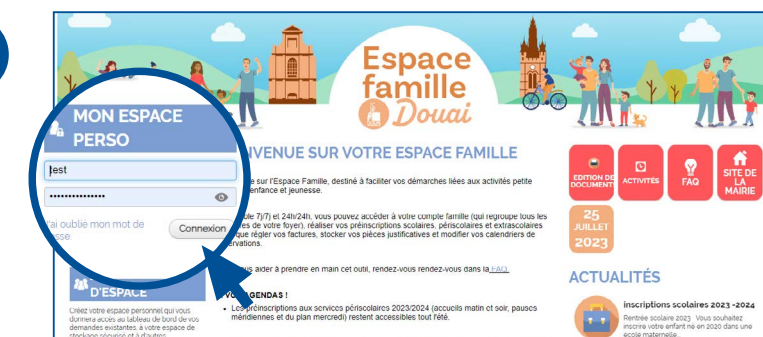 Espace
famille
Douai
MON ESPACE
PERSO
test
J'ai oublié mon mot de
passe.
Connexion
NVENUE SUR VOTRE ESPACE FAMILLE
sur l'Espace Famille, destiné à faciliter vos démarches liées aux activités petite
enfance et jeunesse.
7j/7j et 24h/24h, vous pouvez accéder à votre compte famille (qui regroupe tous les
de votre foyer), réaliser vos préinscriptions scolaires, périscolaires et extrascolaires
que régler vos factures, stocker vos pièces justificatives et modifier vos calendriers de
ervations.
us aider à prendre en main cet outil, rendez-vous rendez-vous dans la FAQ.
AGENDAS !
Les préinscriptions aux services périscolaires 2023/2024 (accueils matin et soir, pauses
méridiennes et du plan mercredi) restent accessibles tout l'été.
D'ESPACE
Créez votre espace personnel qui vous
donnera accès au tableau de bord de vos
demandes existantes, à votre espace de
stockage sécurisé et à d'autres
EDITION DE
DOCUMENT
ACTIVITÉS
FAQ
SITE DE
LA
MAIRIE
25
JUILLET
2023
ACTUALITÉS
inscriptions scolaires 2023 -2024
Rentrée scolaire 2023 Vous souhaitez
inscrire votre enfant né en 2020 dans une
école maternelle...